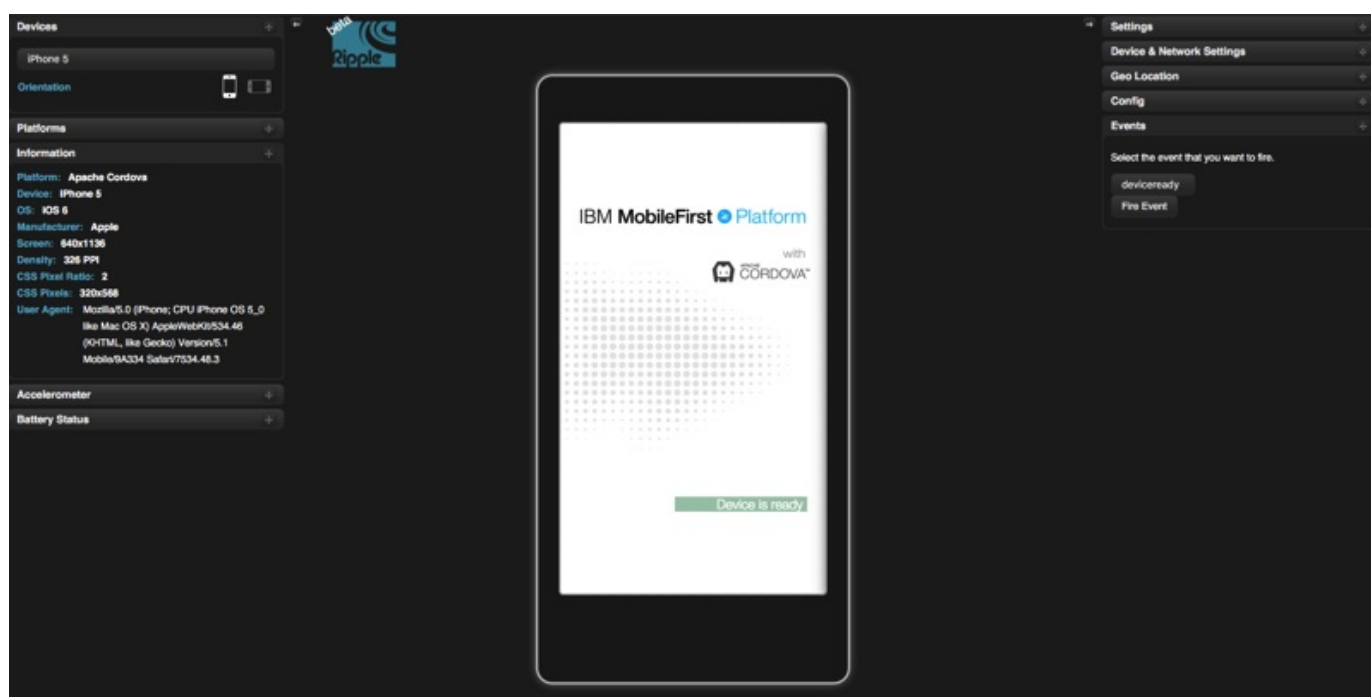 Devices
iPhone 5
Orientation
Platforms
Information
Platform: Apache Cordova
Device: iPhone 5
OS: iOS 6
Manufacturer: Apple
Screen: 640x1136
Density: 326 PPI
CSS Pixel Ratio: 2
CSS Pixels: 320x568
User Agent: Mozilla/5.0 (iPhone; CPU iPhone OS 5_0
like Mac OS X) AppleWebKit/534.46
(KHTML, like Gecko) Version/5.1
Mobile/9A334 Safari/7534.48.3
Accelerometer
Battery Status
beta
Ripple
IBM MobileFirst Platform
with
APACHE
CORDOVA™
Device is ready
Settings
Device & Network Settings
Geo Location
Config
Events
Select the event that you want to fire.
deviceready
Fire Event